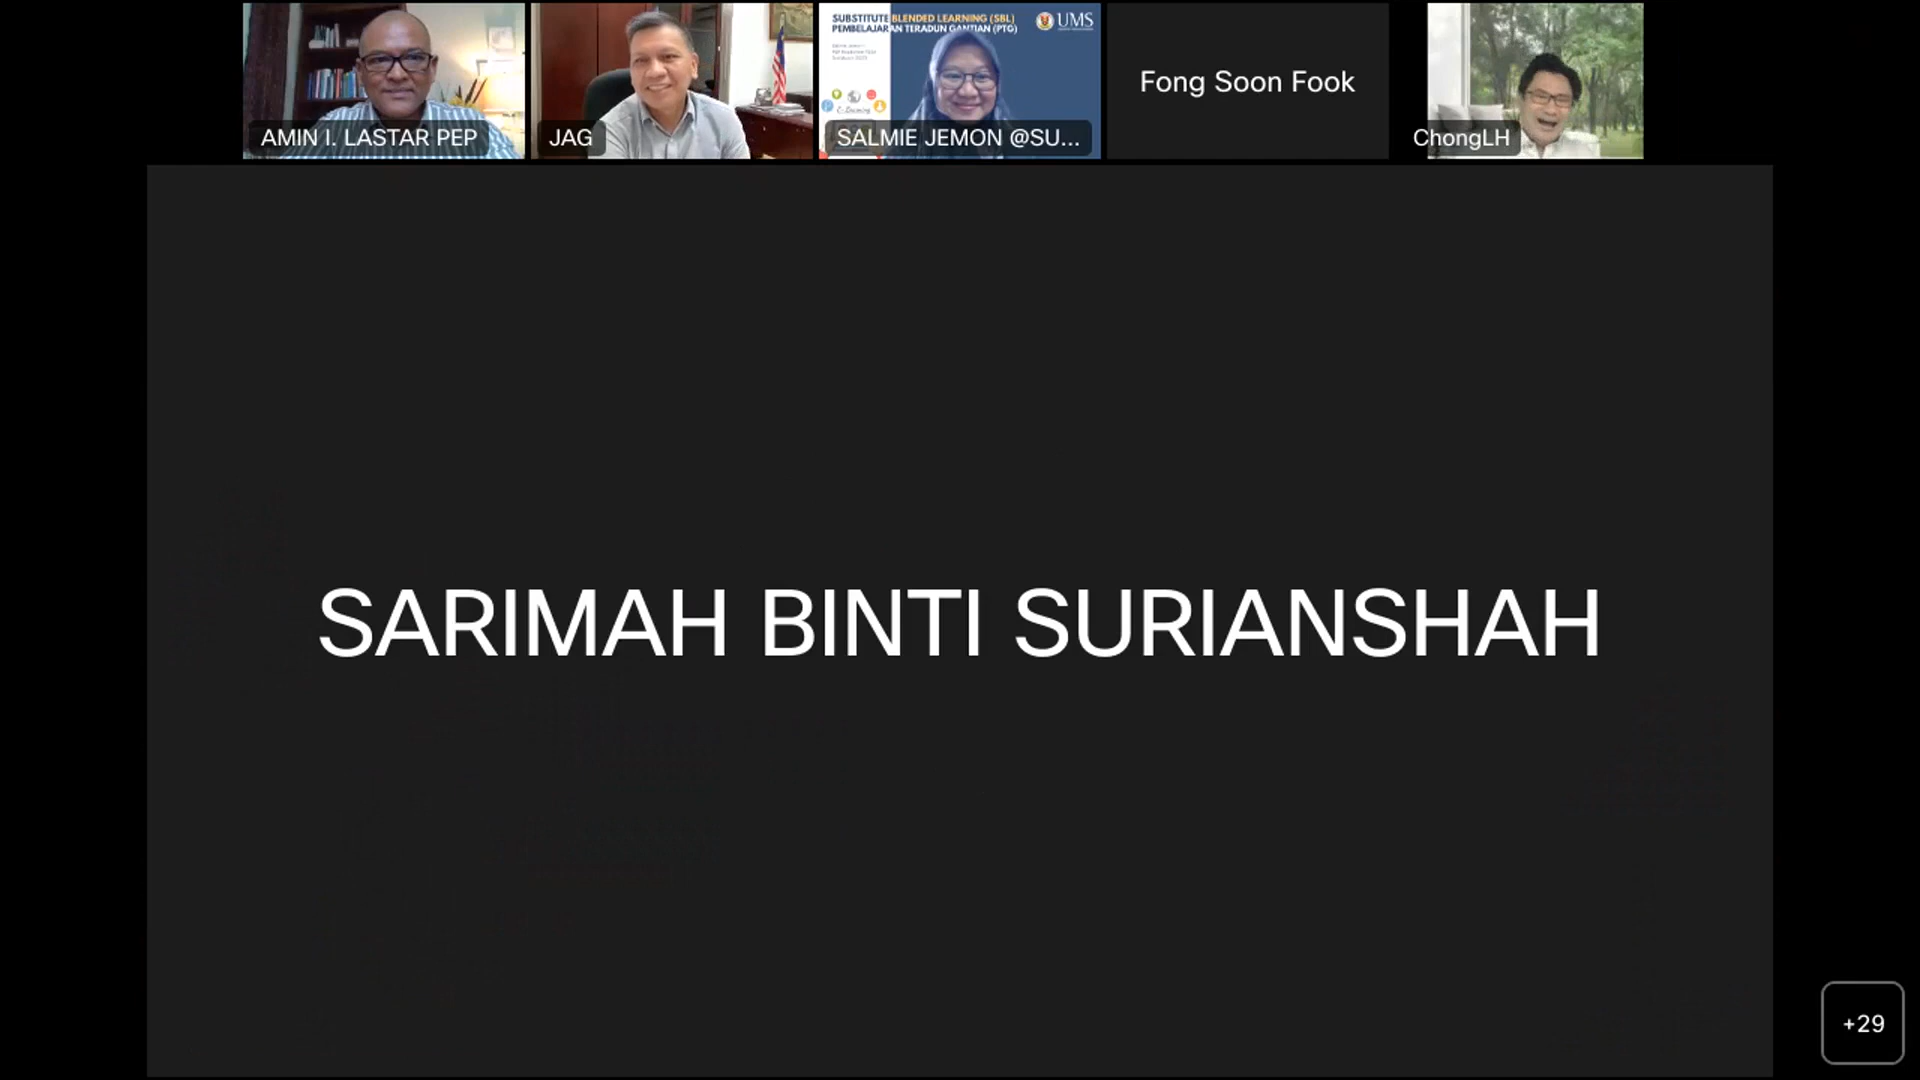 SUBSTITUTE BLENDED LEARNING (SBL)
PEMBELAJARAN TERADUN GANTIAN (PTG)
UMS
E-Learning
AMIN I. LASTAR PEP
JAG
SALMIE JEMON @SU...
Fong Soon Fook
ChongLH
SARIMAH BINTI SURIANSHAH
+29